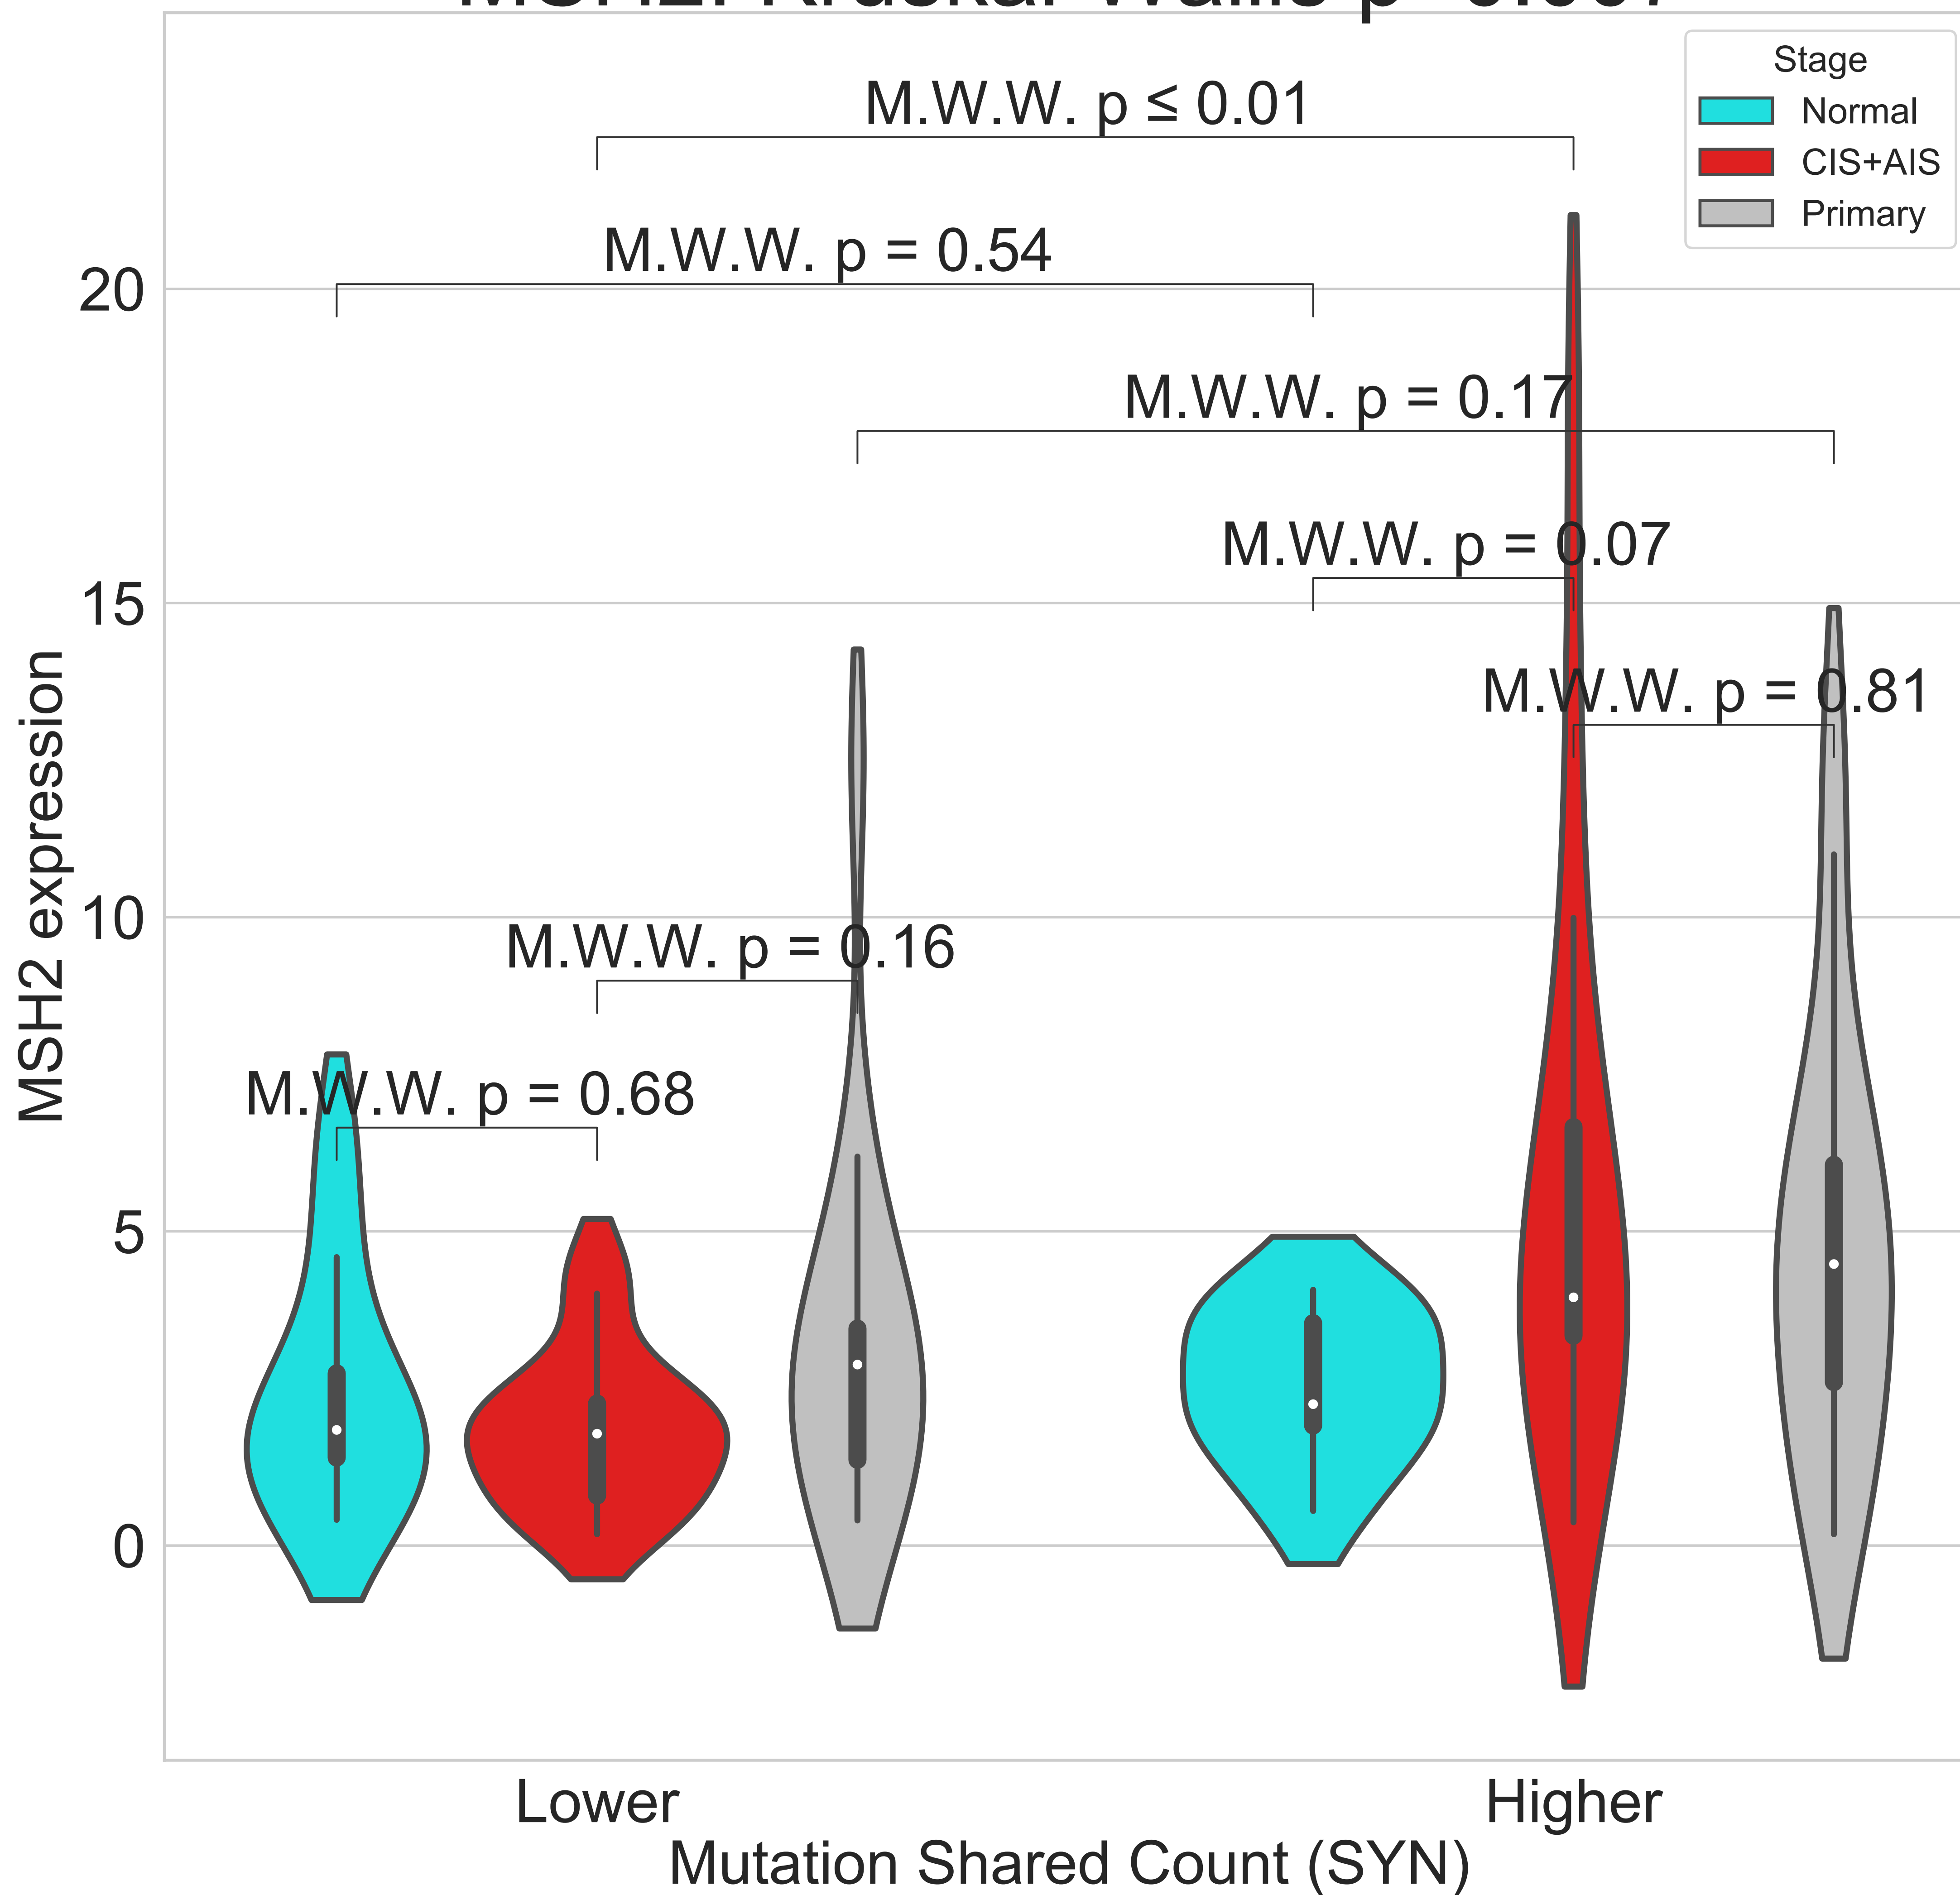 Stage
Normal
CIS+AIS
Primary
M.W.W. p ≤ 0.01
M.W.W. p = 0.54
M.W.W. p = 0.17
M.W.W. p = 0.07
M.W.W. p = 0.81
M.W.W. p = 0.16
M.W.W. p = 0.68
MSH2 expression
20
15
10
5
0
Lower
Higher
Mutation Shared Count (SYN)